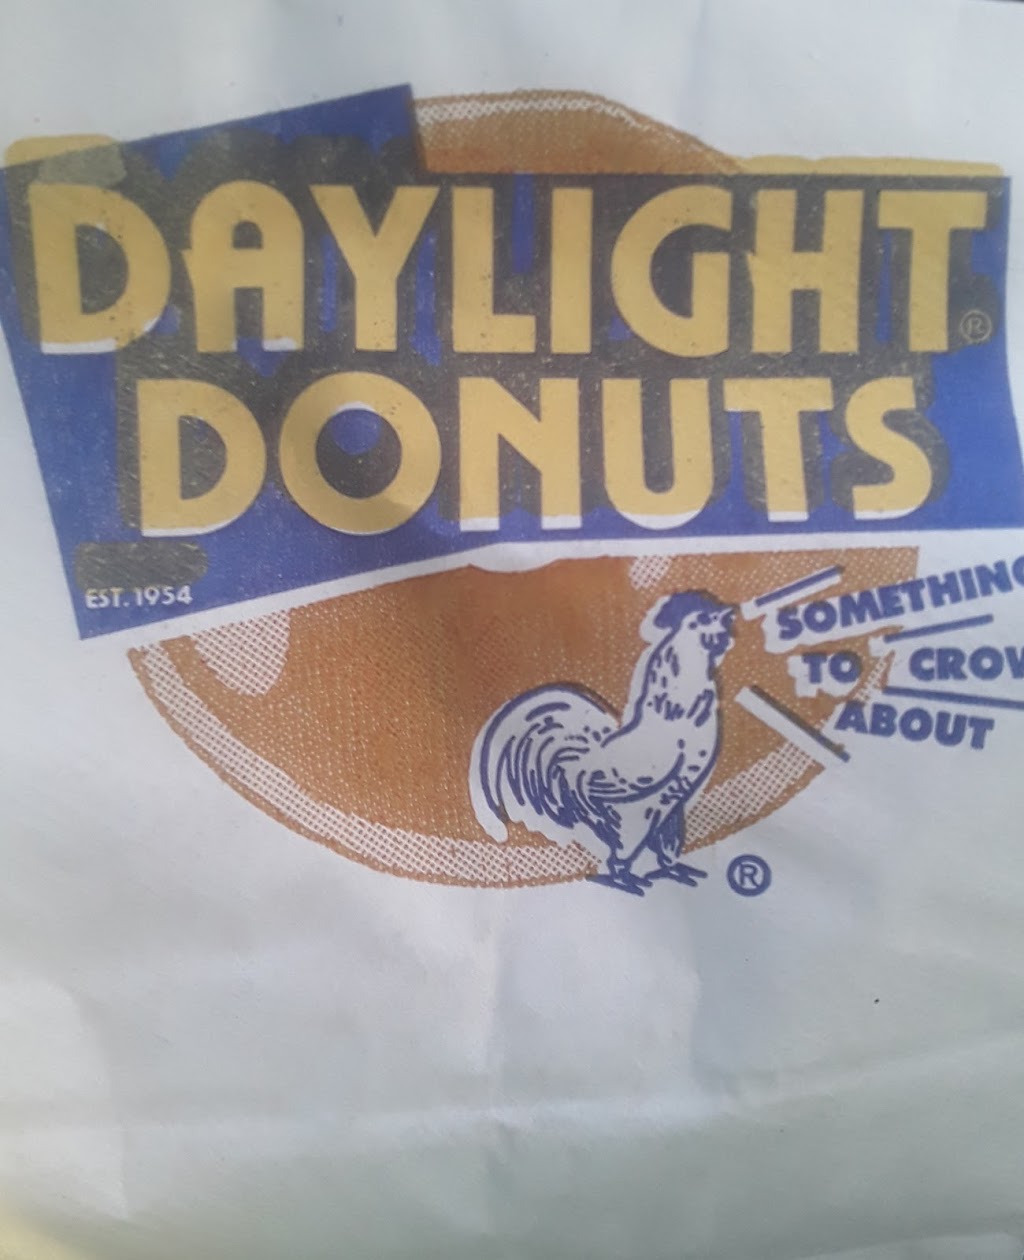 DAYLIGHT®
DONUTS
EST. 1954
SOMETHING
TO CROW
ABOUT
®